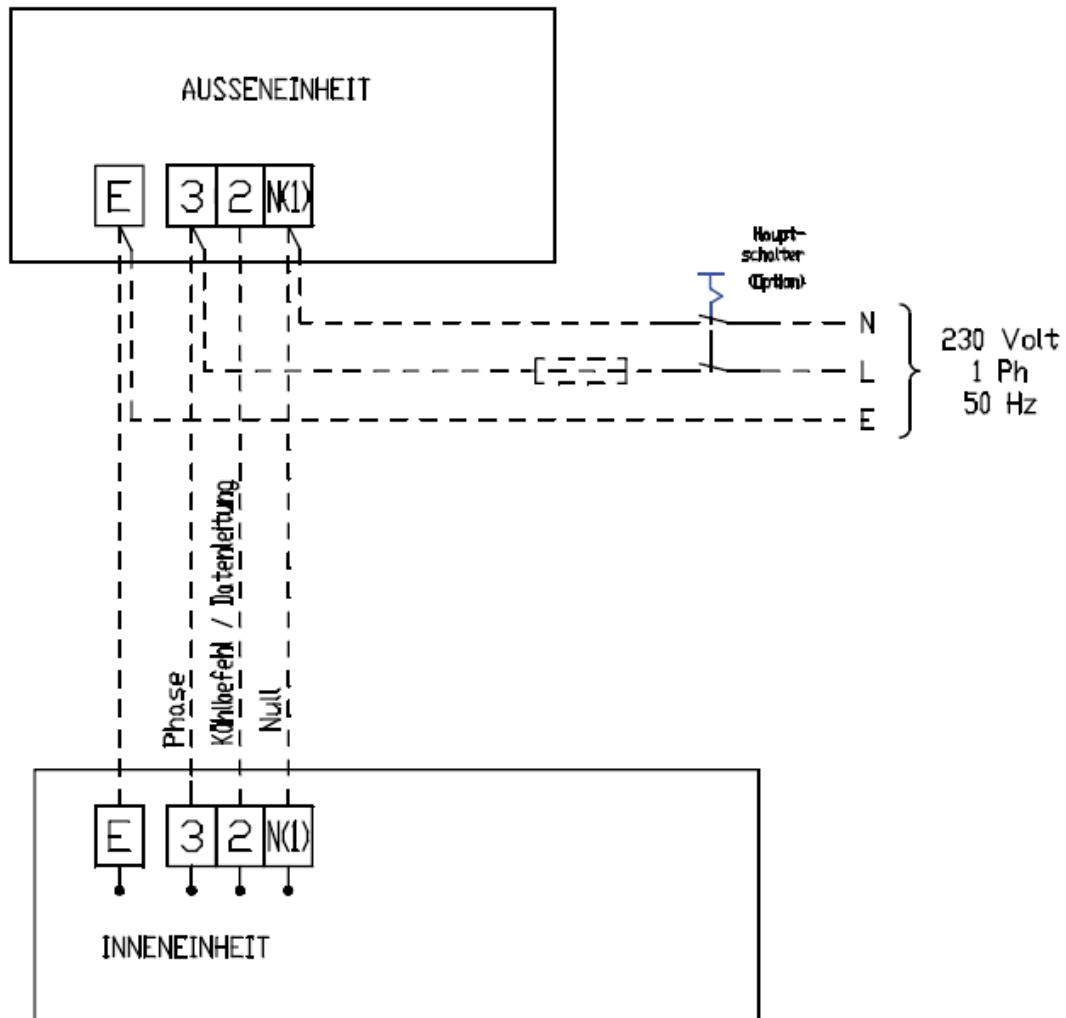 AUSSENEINHEIT
E 3 2 N(1)
Haupt-
schalter
(Option)
N
L
E
230 Volt
1 Ph
50 Hz
Phase
Kühlbefehl / Datenleitung
Null
E 3 2 N(1)
INNENEINHEIT